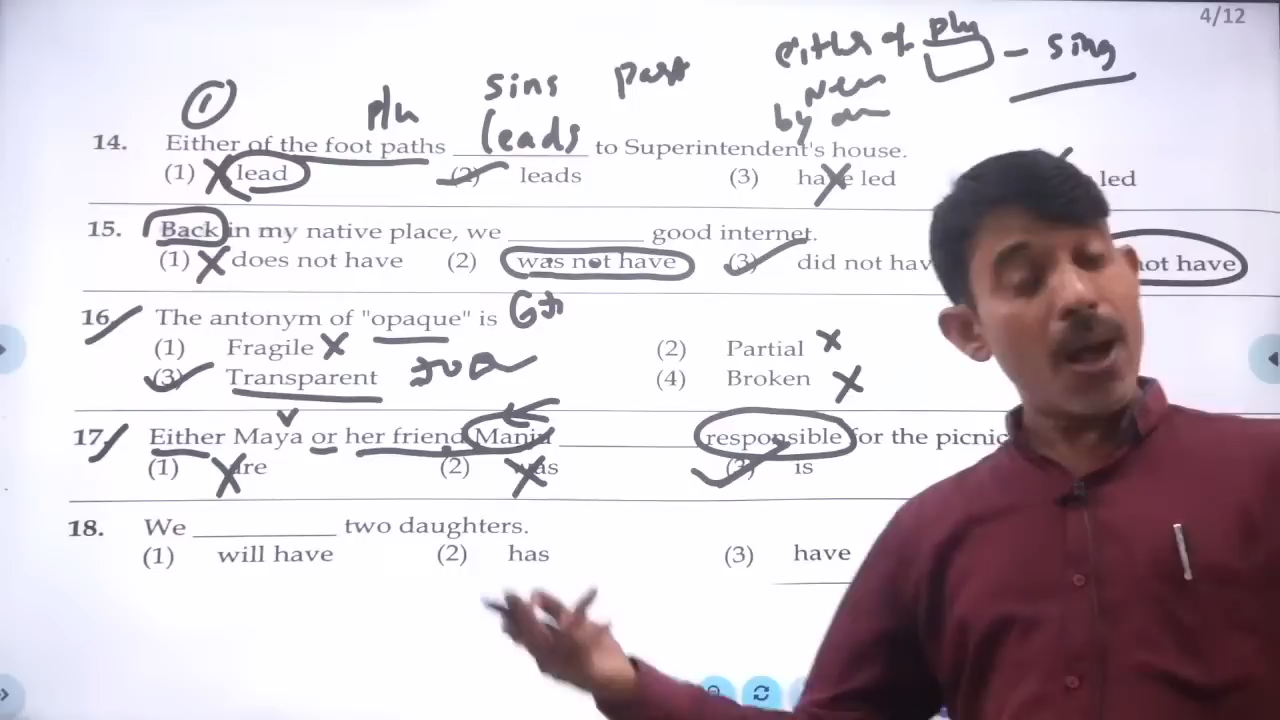 4/12
either of plu - sing
plu sing past
14. Either of the foot paths leads to Superintendent's house.
(1) lead (2) leads (3) have led led
15. Back in my native place, we ________ good internet.
(1) does not have (2) was not have (3) did not hav not have
16. The antonym of "opaque" is
(1) Fragile (2) Partial
(3) Transparent (4) Broken
17. Either Maya or her friend ________ responsible for the picnic
(1) are (2) was (3) is
18. We ________ two daughters.
(1) will have (2) has (3) have